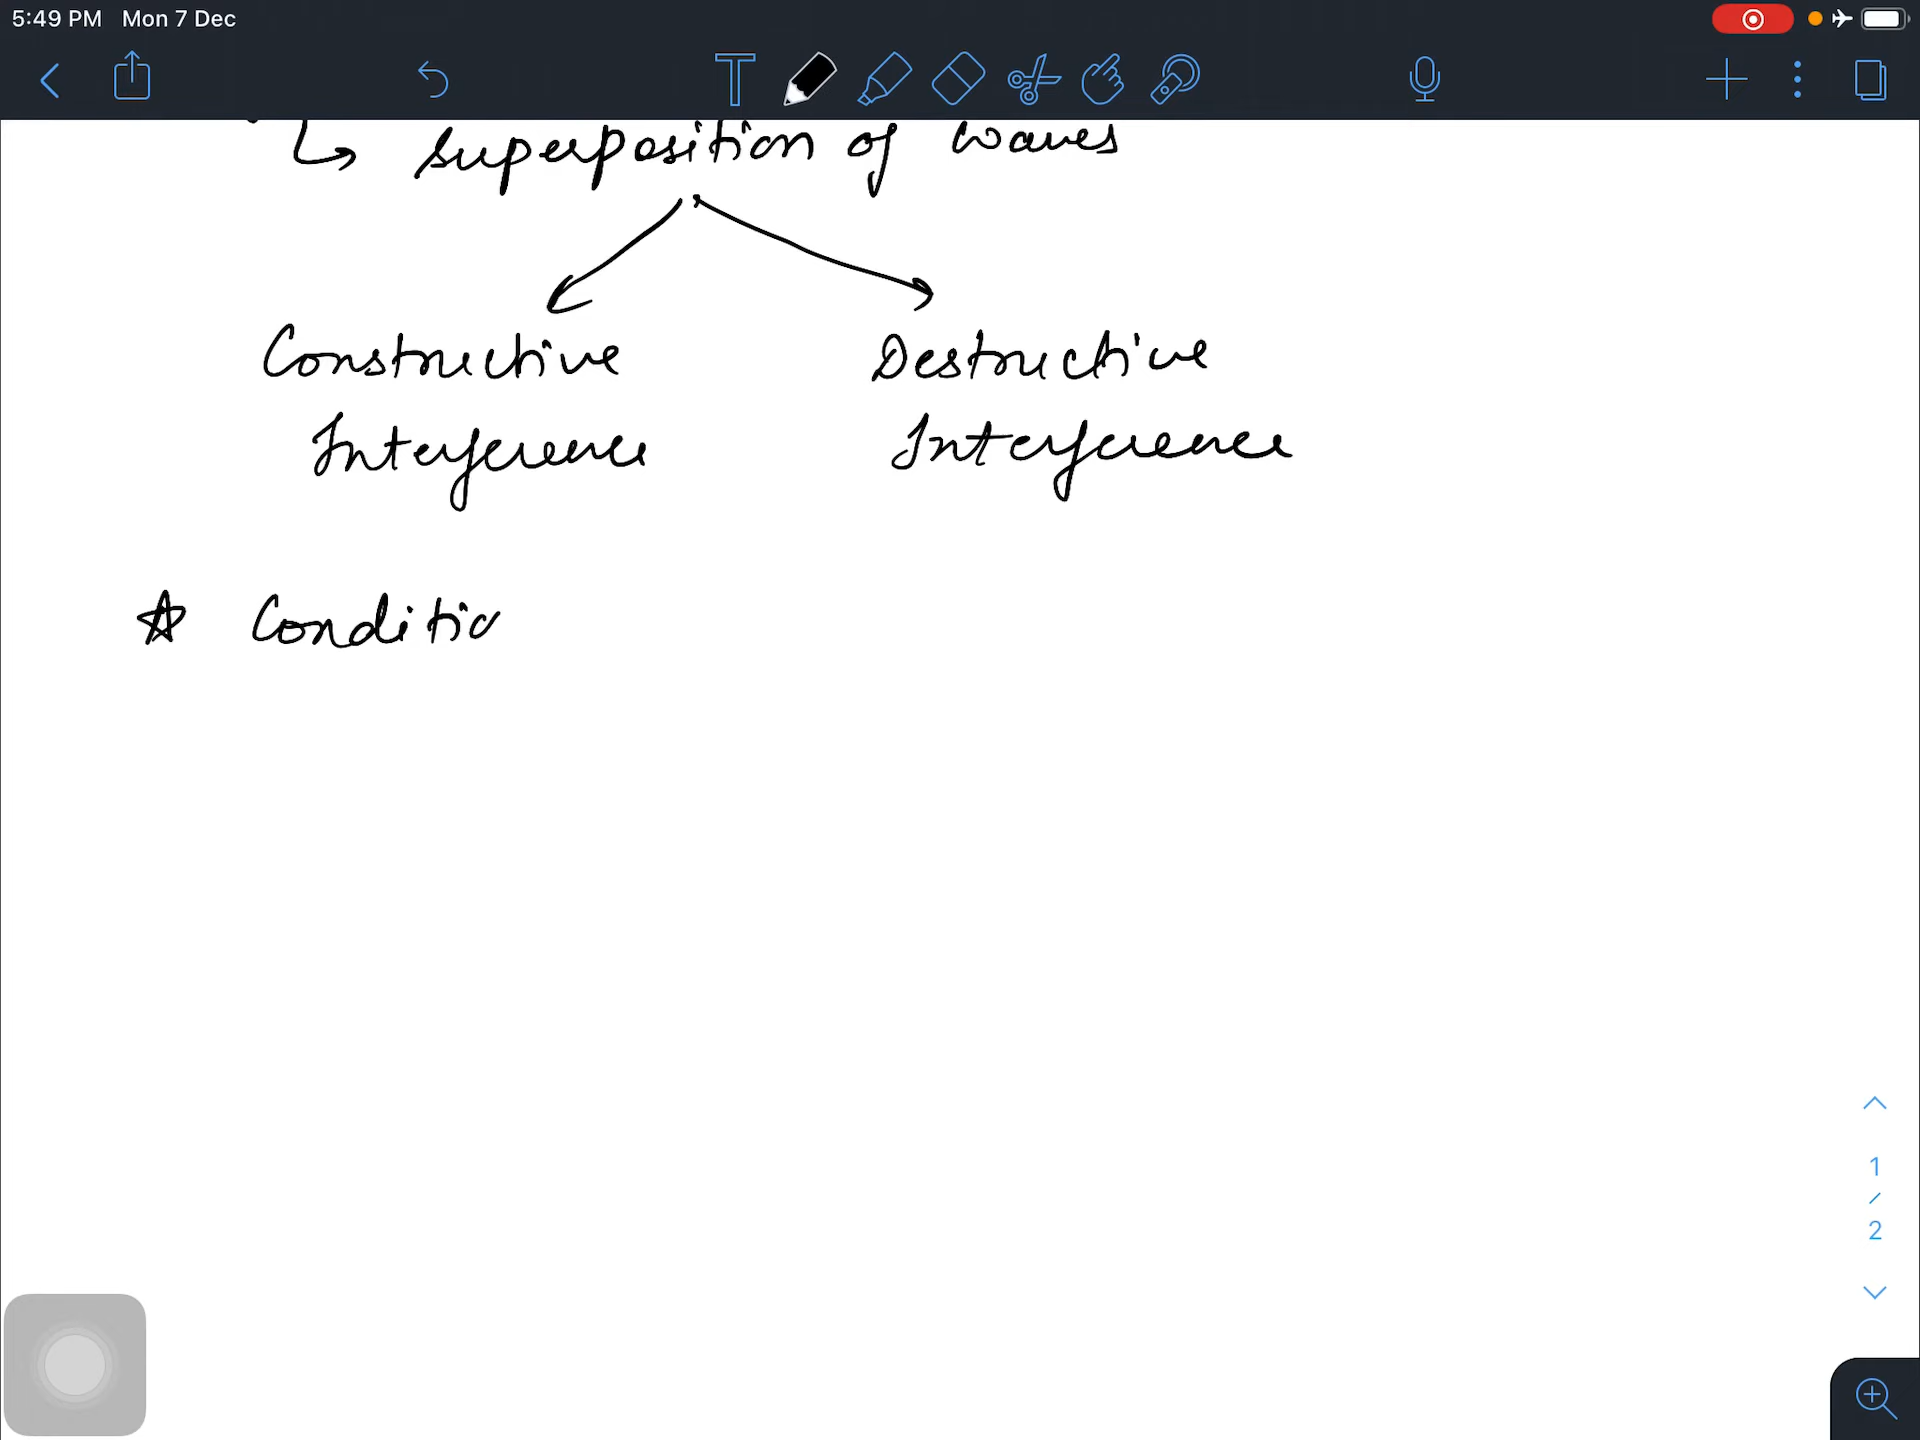 5:49 PM Mon 7 Dec
superposition of waves
Constructive Destructive
Interference Interference
Conditio
1
/
2